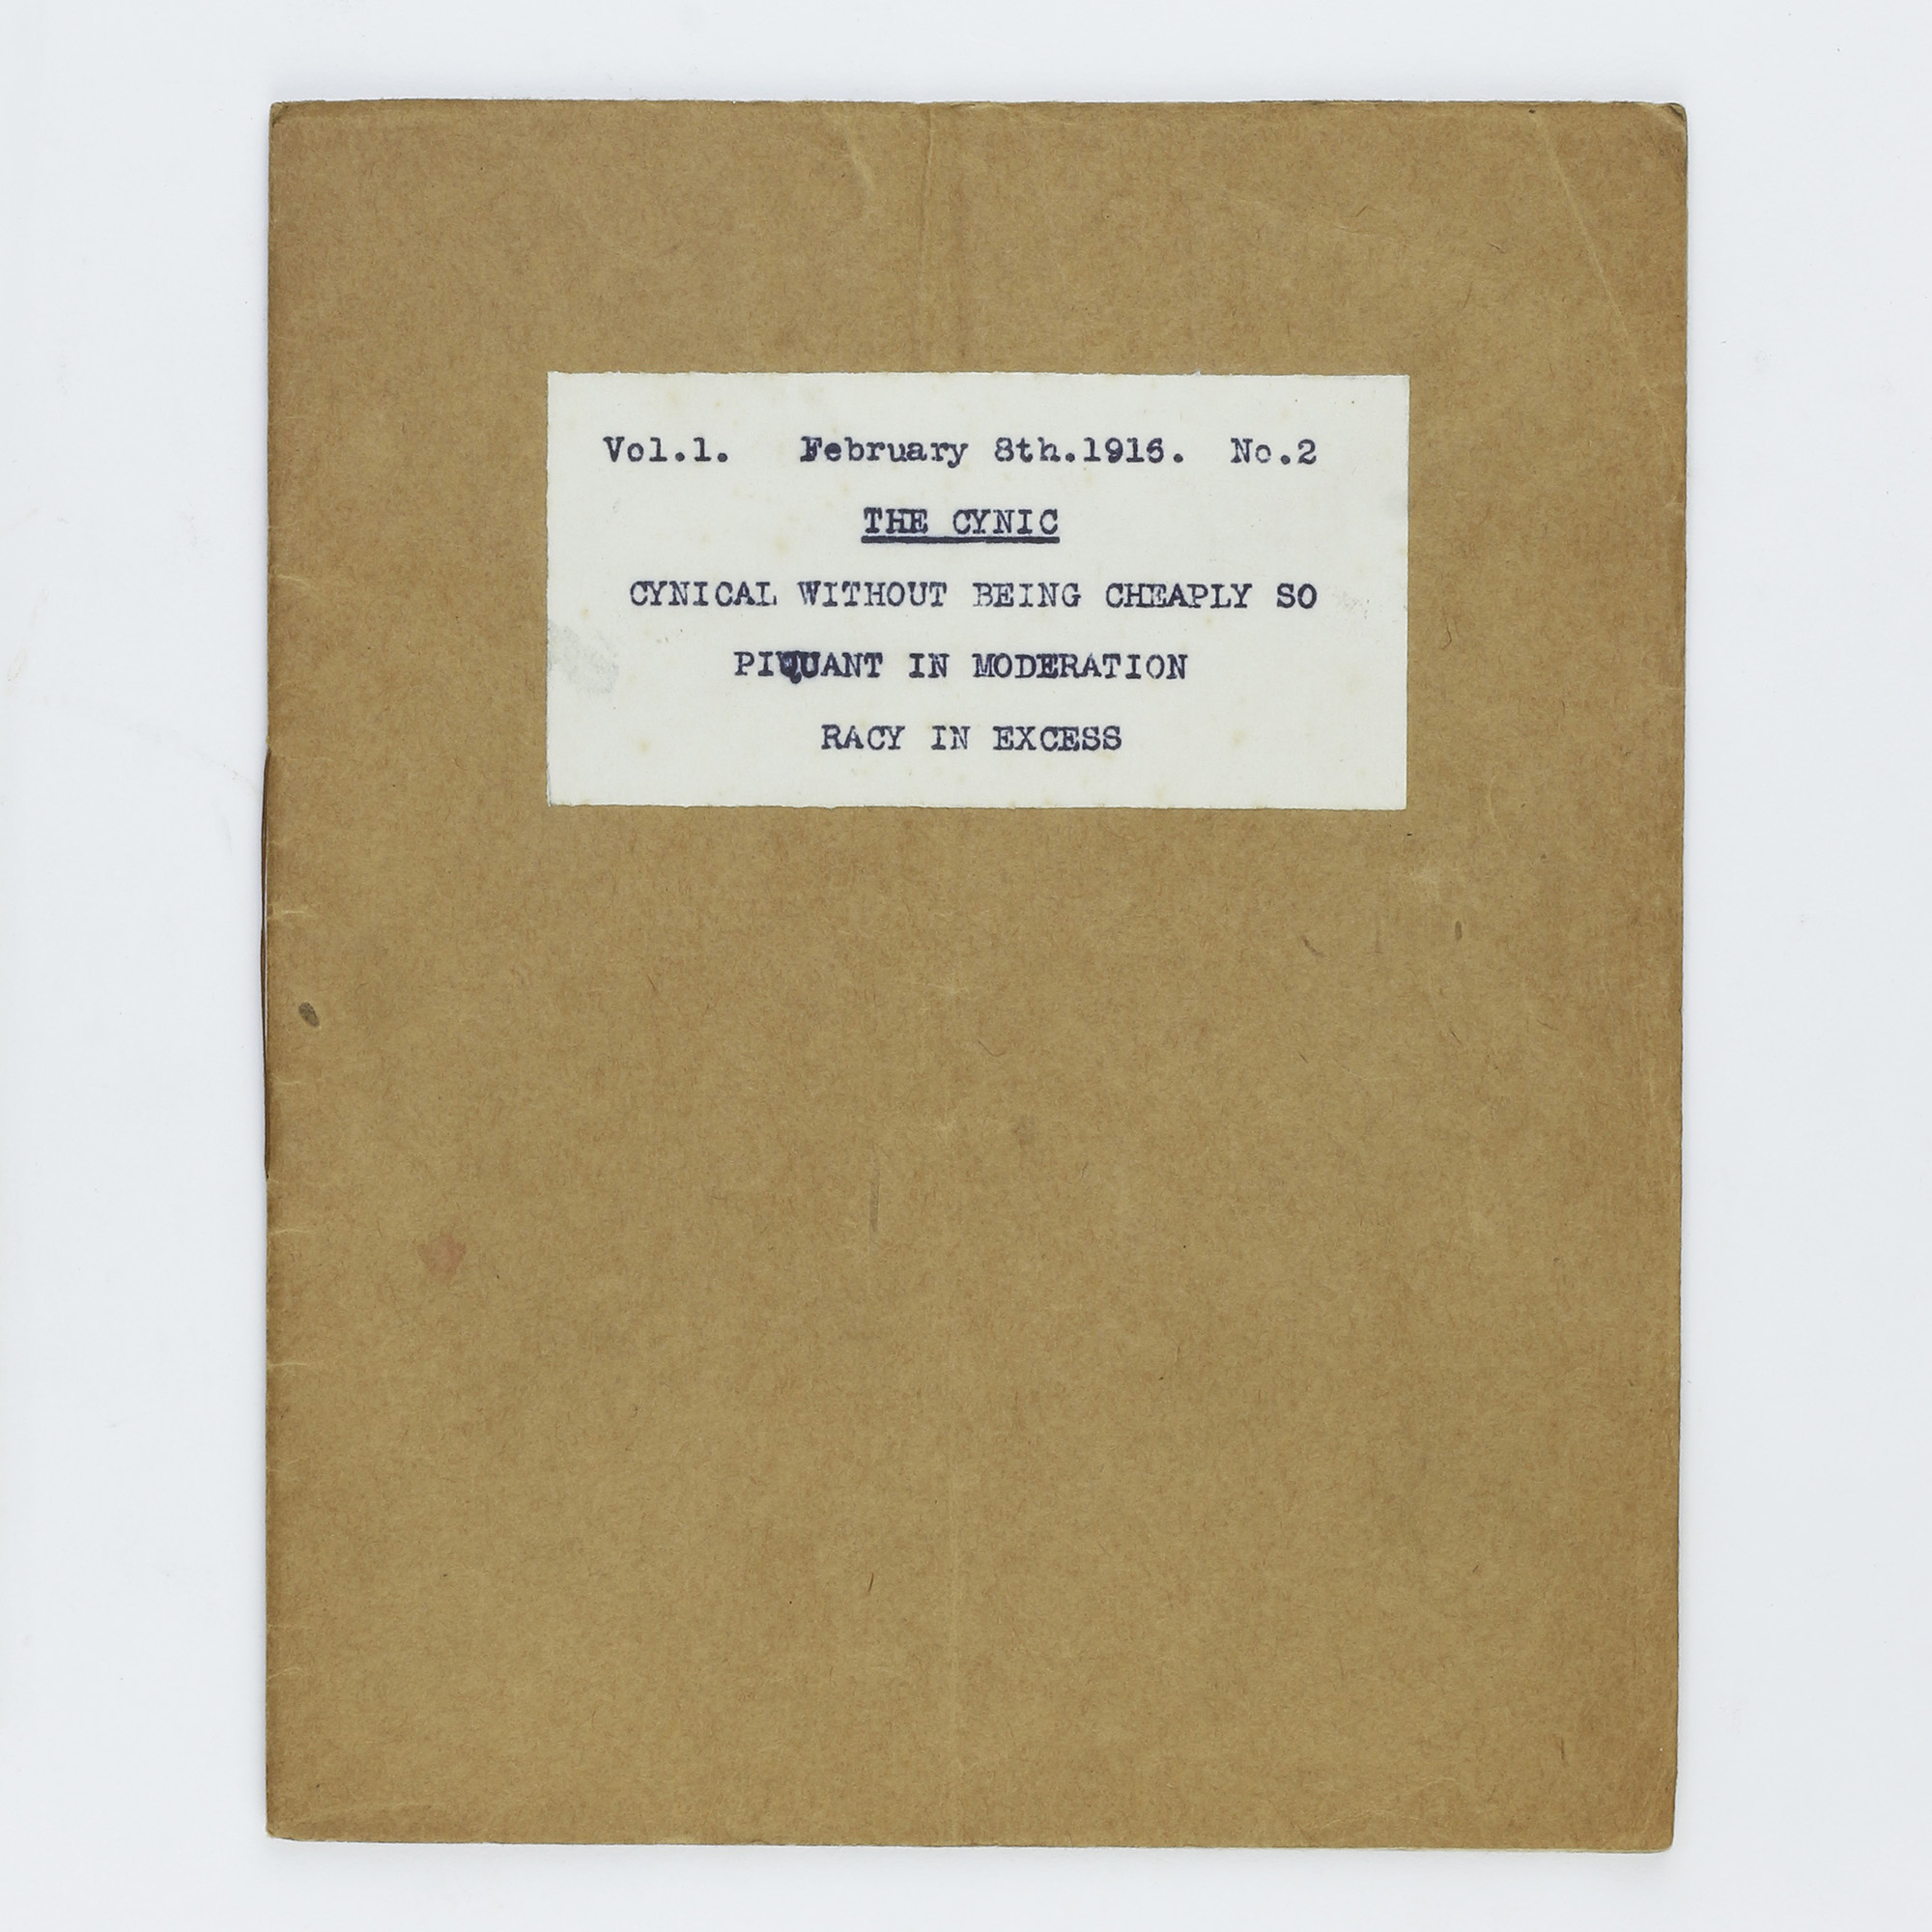 Vol.1. February 8th.1916. No.2
THE CYNIC
CYNICAL WITHOUT BEING CHEAPLY SO
PIQUANT IN MODERATION
RACY IN EXCESS